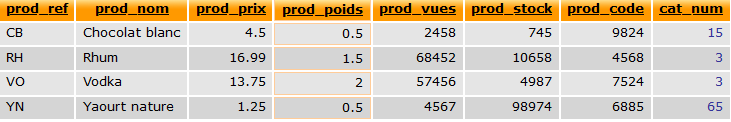 prod_ref prod_nom prod_prix prod_poids prod_vues prod_stock prod_code cat_num
CB Chocolat blanc 4.5 0.5 2458 745 9824 15
RH Rhum 16.99 1.5 68452 10658 4568 3
VO Vodka 13.75 2 57456 4987 7524 3
YN Yaourt nature 1.25 0.5 4567 98974 6885 65